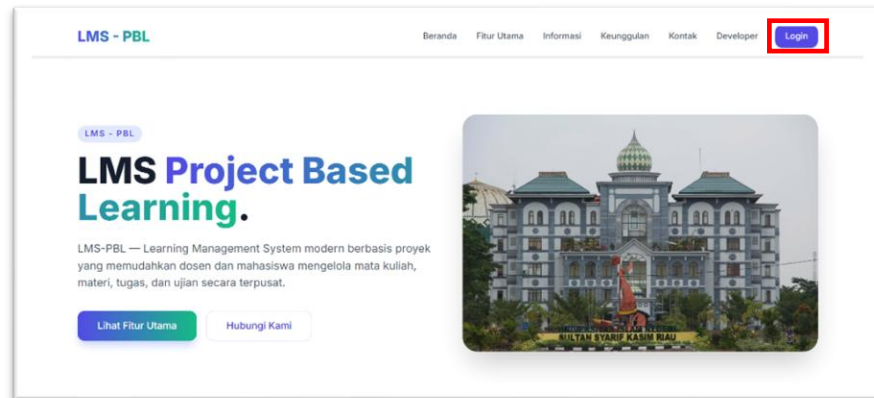 LMS - PBL
Beranda Fitur Utama Informasi Keunggulan Kontak Developer Login
LMS - PBL
LMS Project Based
Learning.
LMS-PBL — Learning Management System modern berbasis proyek
yang memudahkan dosen dan mahasiswa mengelola mata kuliah,
materi, tugas, dan ujian secara terpusat.
Lihat Fitur Utama Hubungi Kami
SULTAN SYARIF KASIM RIAU